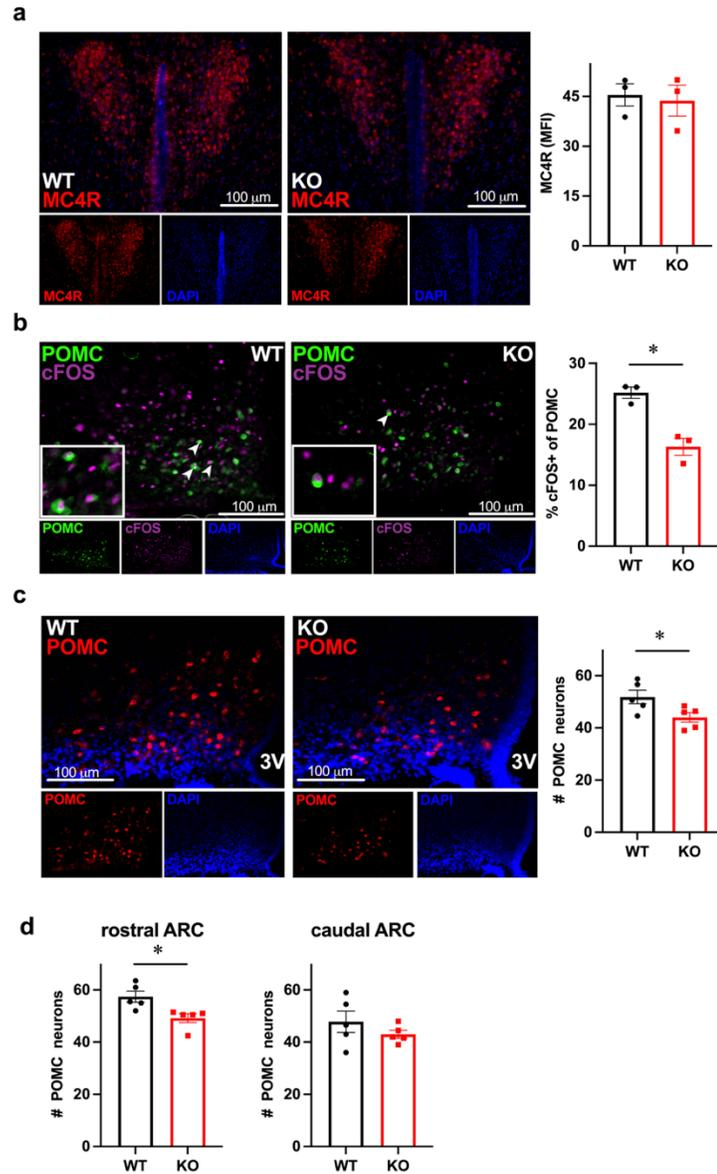 a
WT
MC4R
100 µm
KO
MC4R
100 µm
MC4R
DAPI
MC4R
DAPI
MC4R (MFI)
45
30
15
0
WT
KO
b
POMC
cFOS
WT
100 µm
POMC
cFOS
KO
100 µm
POMC
cFOS
DAPI
POMC
cFOS
DAPI
% cFOS+ of POMC
30
20
10
0
*
WT
KO
c
WT
POMC
3V
100 µm
KO
POMC
3V
100 µm
POMC
DAPI
POMC
DAPI
# POMC neurons
60
40
20
0
*
WT
KO
d
rostral ARC
*
# POMC neurons
60
40
20
0
WT
KO
caudal ARC
# POMC neurons
60
40
20
0
WT
KO